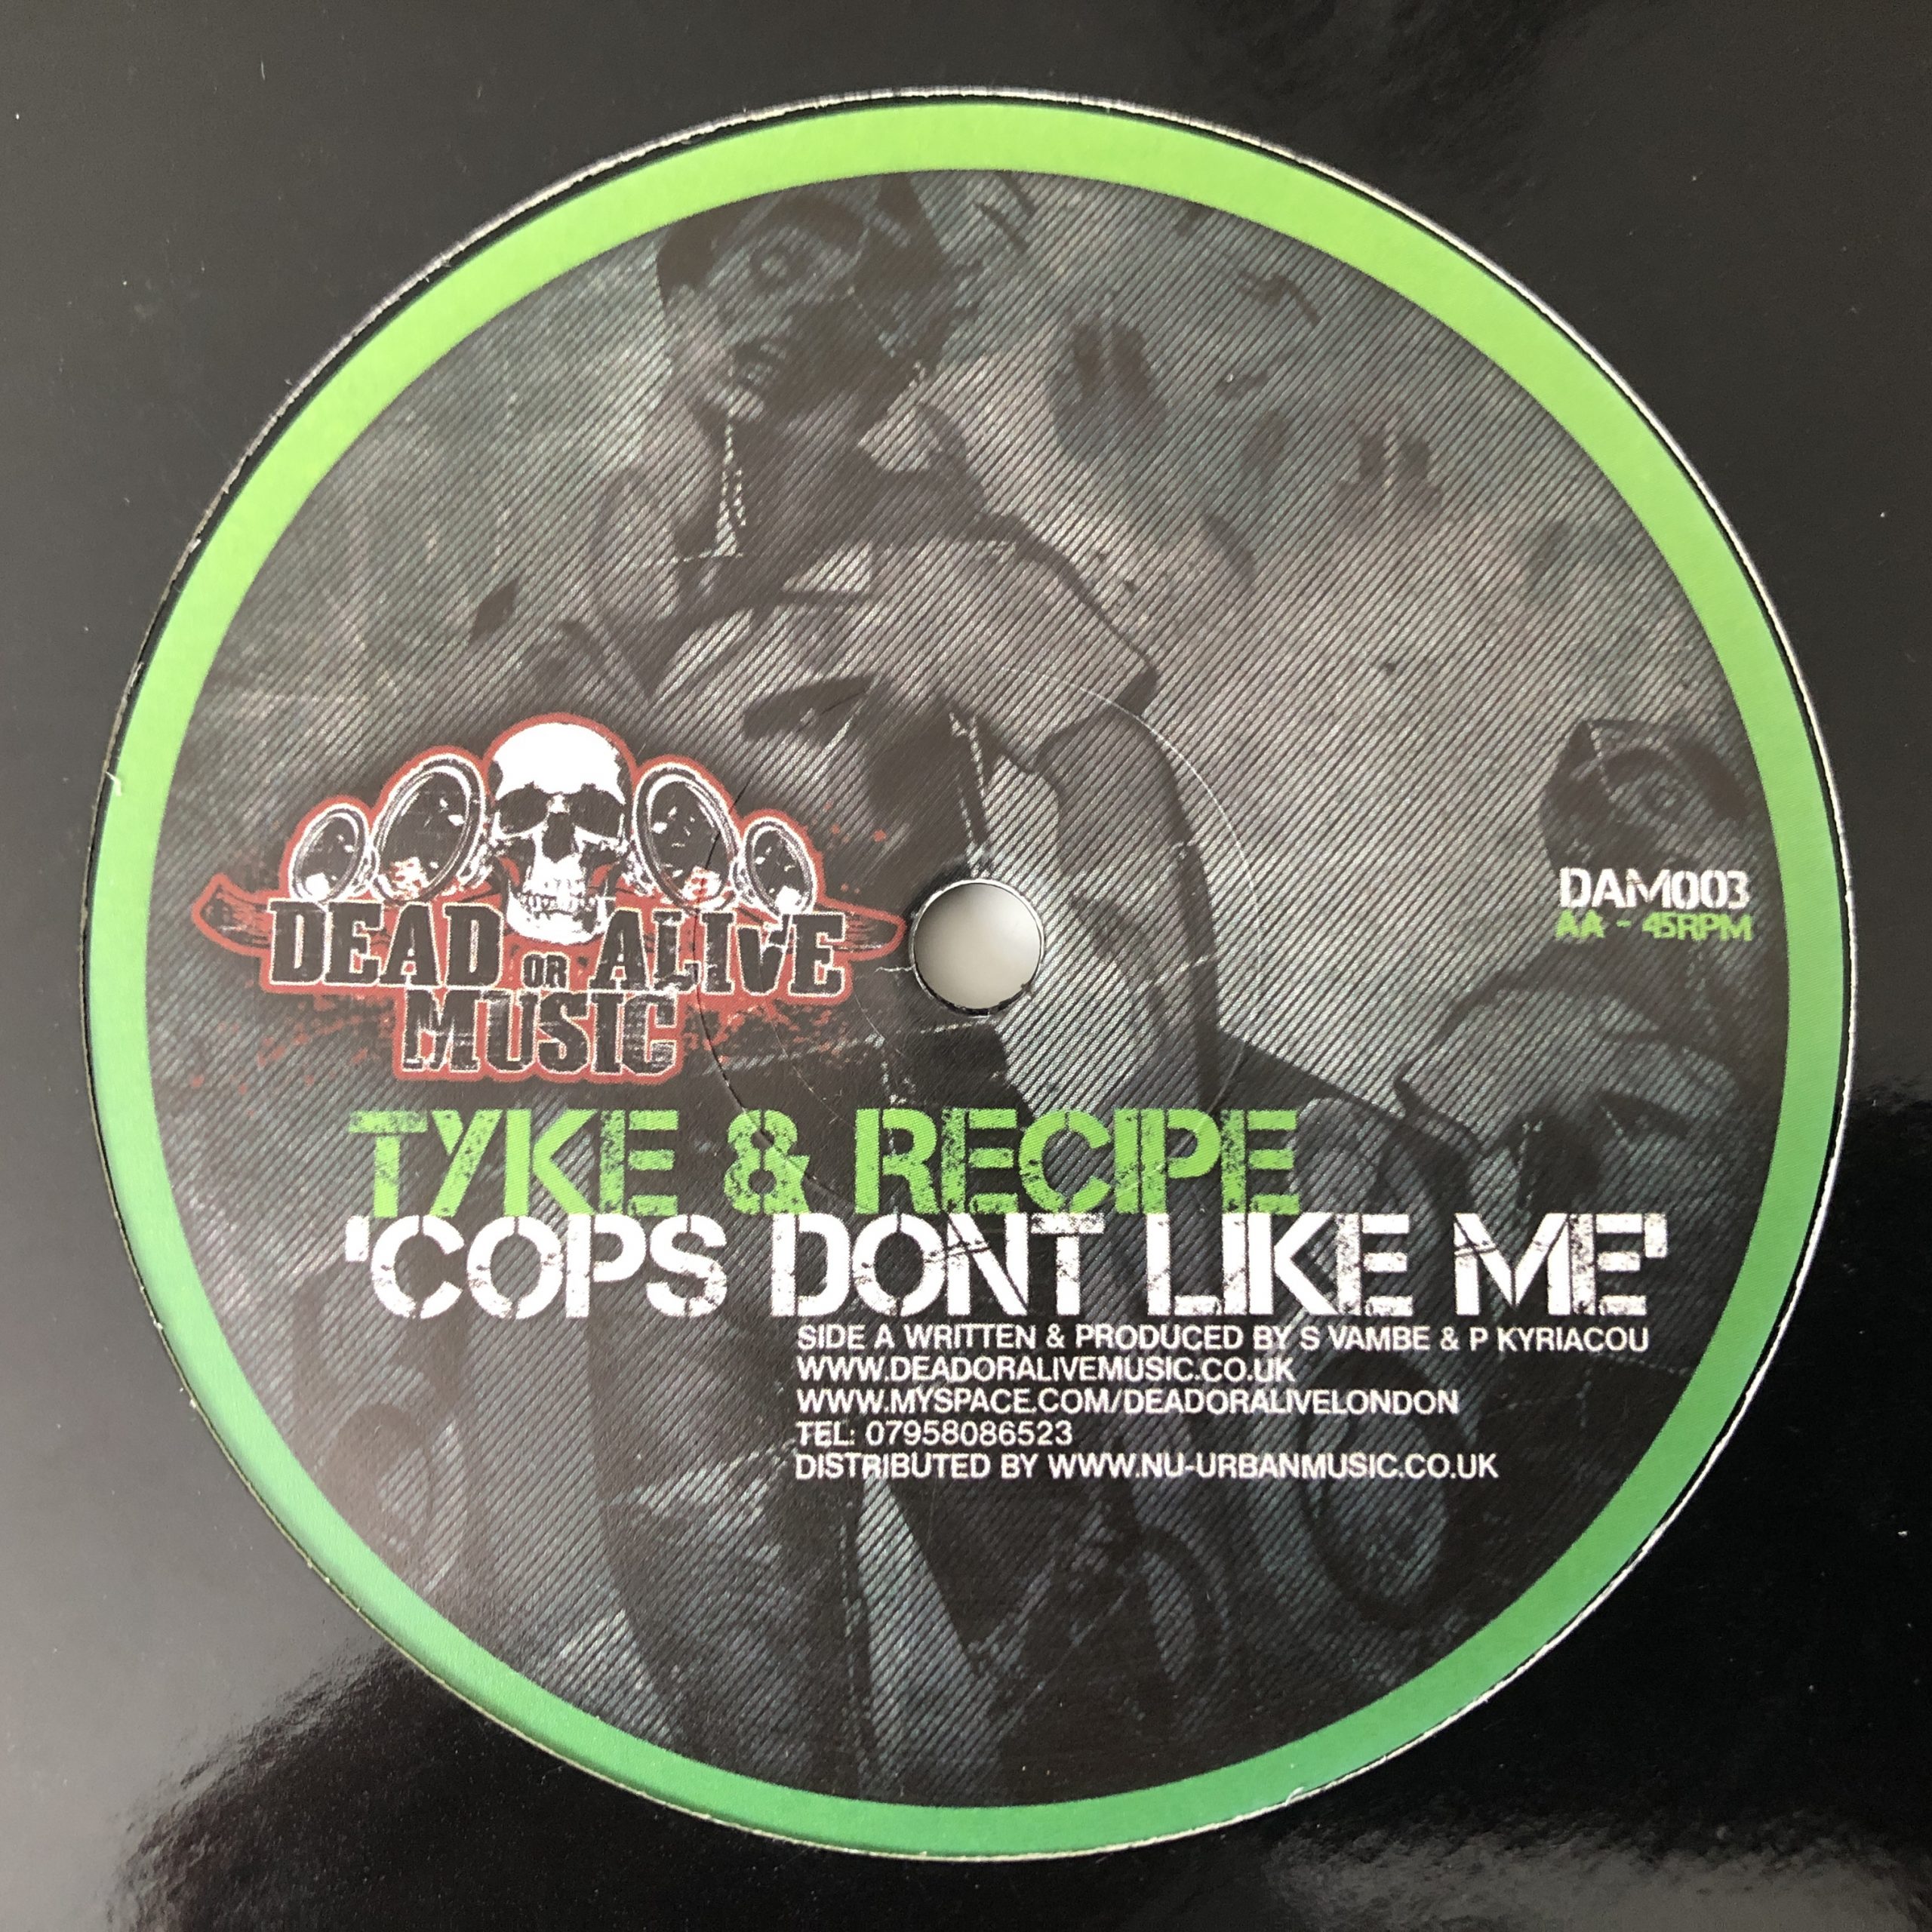 DEAD OR ALIVE
MUSIC
DAM003
AA - 45RPM
TYKE & RECIPE
'COPS DONT LIKE ME'
SIDE A WRITTEN & PRODUCED BY S VAMBE & P KYRIACOU
WWW.DEADORALIVEMUSIC.CO.UK
WWW.MYSPACE.COM/DEADORALIVELONDON
TEL: 07958086523
DISTRIBUTED BY WWW.NU-URBANMUSIC.CO.UK